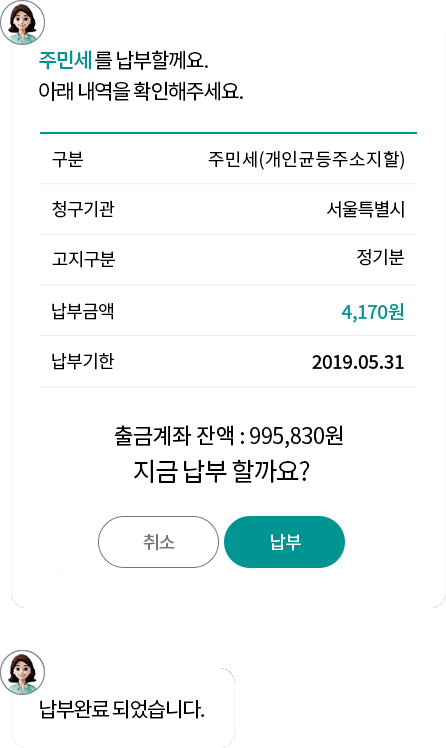 주민세를 납부할께요.
아래 내역을 확인해주세요.
구분 주민세(개인균등주소지할)
청구기관 서울특별시
고지구분 정기분
납부금액 4,170원
납부기한 2019.05.31
출금계좌 잔액 : 995,830원
지금 납부 할까요?
취소 납부
납부완료 되었습니다.